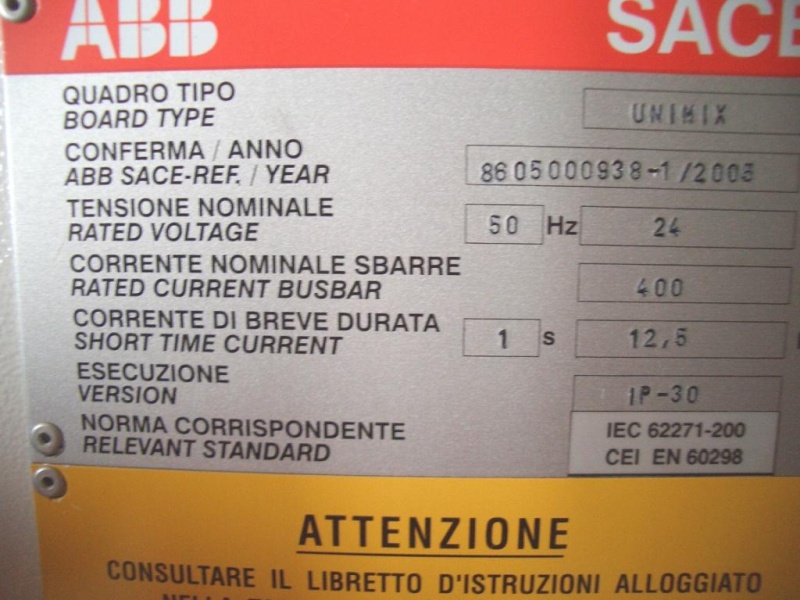 ABB SACE
QUADRO TIPO
BOARD TYPE UNIMIX
CONFERMA / ANNO
ABB SACE-REF. / YEAR 8605000938-1/2005
TENSIONE NOMINALE
RATED VOLTAGE 50 Hz 24
CORRENTE NOMINALE SBARRE
RATED CURRENT BUSBAR 400
CORRENTE DI BREVE DURATA
SHORT TIME CURRENT 1 s 12,5
ESECUZIONE
VERSION IP-30
NORMA CORRISPONDENTE IEC 62271-200
RELEVANT STANDARD CEI EN 60298
ATTENZIONE
CONSULTARE IL LIBRETTO D'ISTRUZIONI ALLOGGIATO